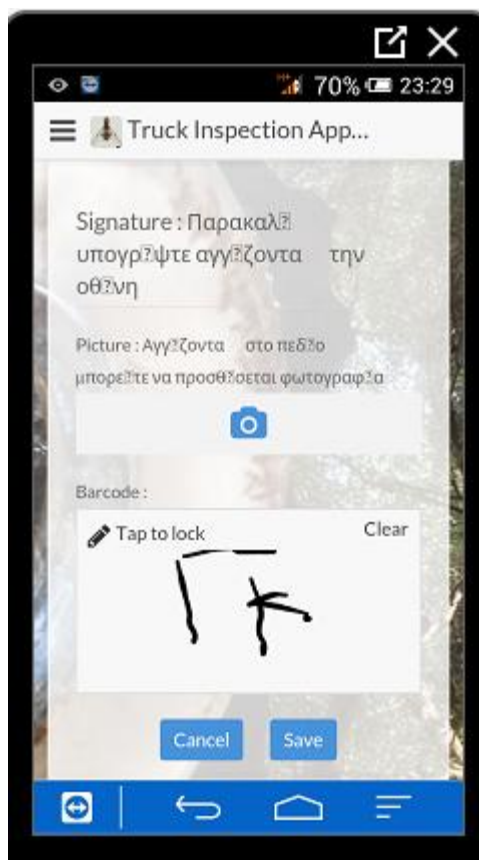 70% 23:29
Truck Inspection App...
Signature : Παρακαλ⍰
υπογρ⍰ψτε αγγ⍰ζοντα την
οθ⍰νη
Picture : Αγγ⍰ζοντα στο πεδ⍰ο
μπορε⍰τε να προσθ⍰σεται φωτογραφ⍰α
Barcode :
Tap to lock Clear
Γκ
Cancel Save